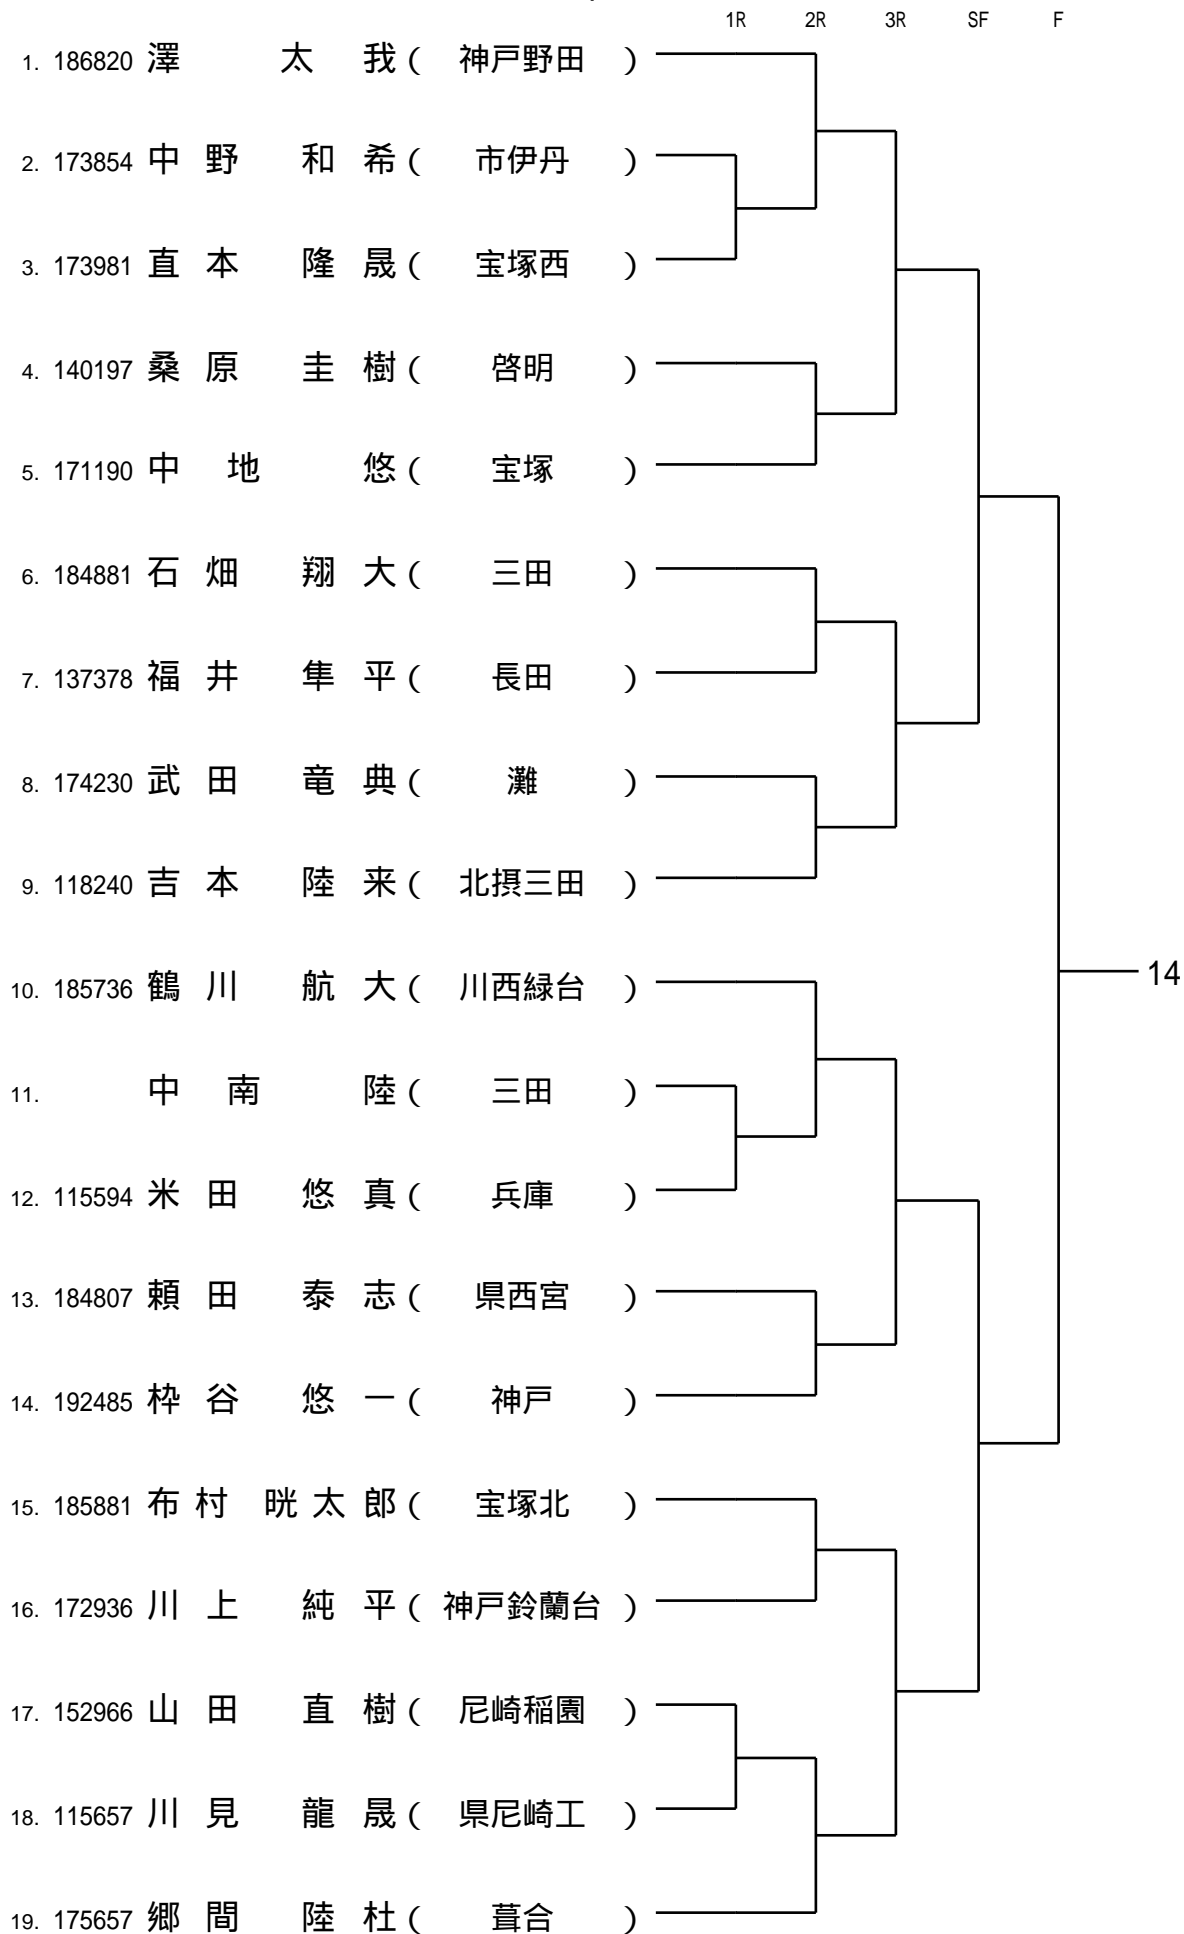 1R 2R 3R SF F
1. 186820 澤 太 我 ( 神戸野田 )
2. 173854 中 野 和 希 ( 市伊丹 )
3. 173981 直 本 隆 晟 ( 宝塚西 )
4. 140197 桑 原 圭 樹 ( 啓明 )
5. 171190 中 地 悠 ( 宝塚 )
6. 184881 石 畑 翔 大 ( 三田 )
7. 137378 福 井 隼 平 ( 長田 )
8. 174230 武 田 竜 典 ( 灘 )
9. 118240 吉 本 陸 来 ( 北摂三田 )
10. 185736 鶴 川 航 大 ( 川西緑台 )
14
11. 中 南 陸 ( 三田 )
12. 115594 米 田 悠 真 ( 兵庫 )
13. 184807 頼 田 泰 志 ( 県西宮 )
14. 192485 枠 谷 悠 一 ( 神戸 )
15. 185881 布 村 晄 太 郎 ( 宝塚北 )
16. 172936 川 上 純 平 ( 神戸鈴蘭台 )
17. 152966 山 田 直 樹 ( 尼崎稲園 )
18. 115657 川 見 龍 晟 ( 県尼崎工 )
19. 175657 郷 間 陸 杜 ( 葺合 )